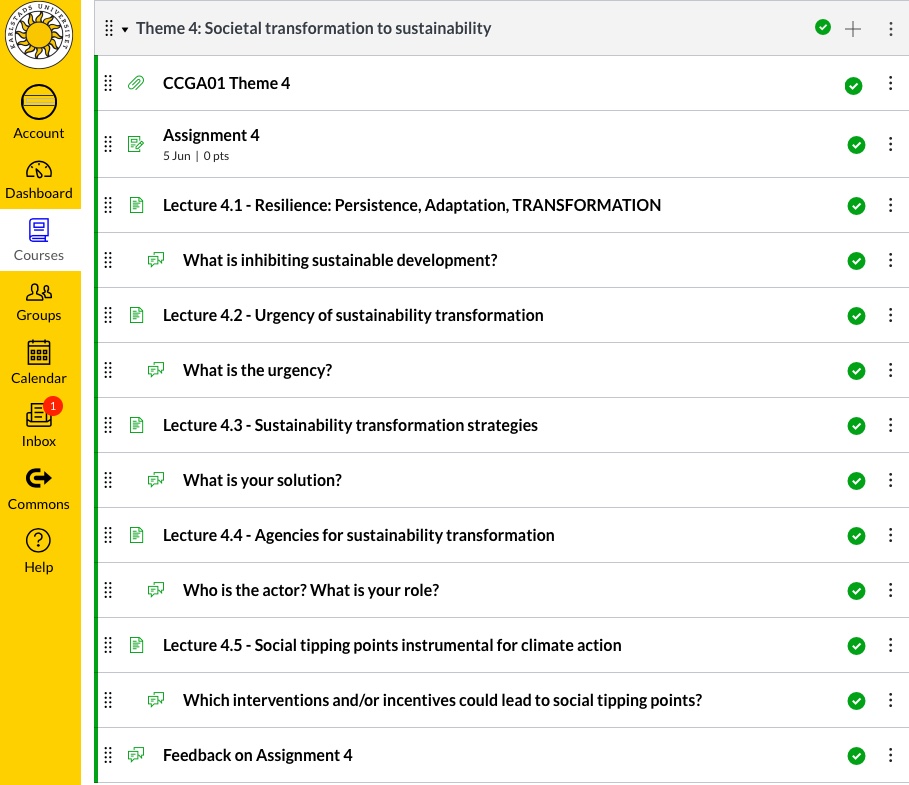 KARLSTADS UNIVERSITET
Account
Dashboard
Courses
Groups
Calendar
1
Inbox
Commons
Help
Theme 4: Societal transformation to sustainability
CCGA01 Theme 4
Assignment 4
5 Jun | 0 pts
Lecture 4.1 - Resilience: Persistence, Adaptation, TRANSFORMATION
What is inhibiting sustainable development?
Lecture 4.2 - Urgency of sustainability transformation
What is the urgency?
Lecture 4.3 - Sustainability transformation strategies
What is your solution?
Lecture 4.4 - Agencies for sustainability transformation
Who is the actor? What is your role?
Lecture 4.5 - Social tipping points instrumental for climate action
Which interventions and/or incentives could lead to social tipping points?
Feedback on Assignment 4